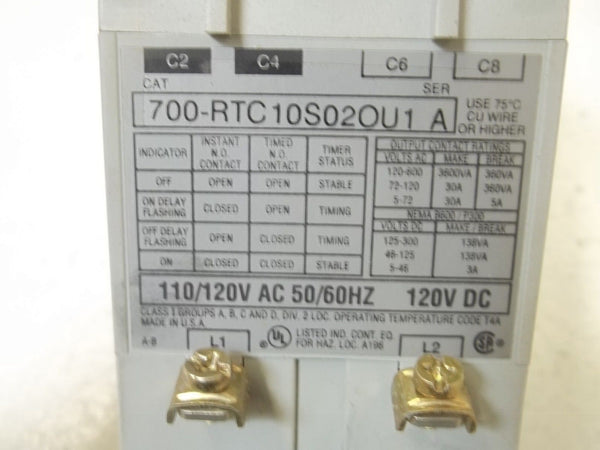 C2 C4 C6 C8
CAT SER
700-RTC10S020U1 A
USE 75°C
CU WIRE
OR HIGHER
INDICATOR INSTANT N.O. CONTACT TIMED N.O. CONTACT TIMER STATUS
OFF OPEN OPEN STABLE
ON DELAY FLASHING CLOSED OPEN TIMING
OFF DELAY FLASHING OPEN CLOSED TIMING
ON CLOSED CLOSED STABLE
OUTPUT CONTACT RATINGS
VOLTS AC MAKE BREAK
120-600 3600VA 360VA
72-120 30A 360VA
5-72 30A 5A
NEMA B600 / P300
VOLTS DC MAKE / BREAK
125-300 138VA
48-125 138VA
5-48 3A
110/120V AC 50/60HZ 120V DC
CLASS 1 GROUPS A, B, C AND D, DIV. 2 LOC. OPERATING TEMPERATURE CODE T4A
MADE IN U.S.A.
A-B L1 UL LISTED IND. CONT. EQ. L2
FOR HAZ. LOC. A196